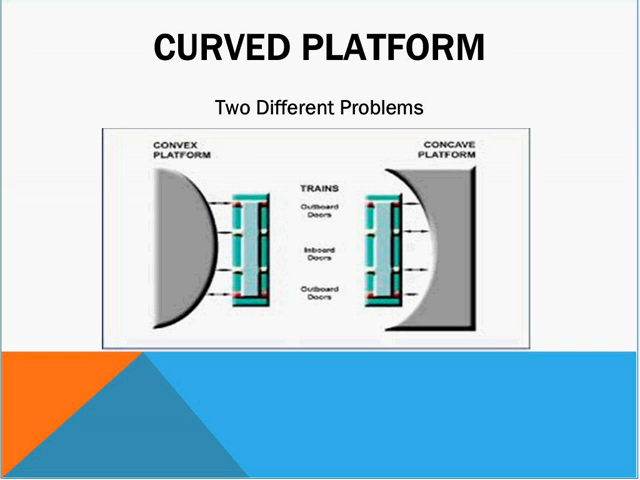 CURVED PLATFORM
Two Different Problems
CONVEX
PLATFORM
CONCAVE
PLATFORM
TRAINS
Outboard
Doors
Inboard
Doors
Outboard
Doors